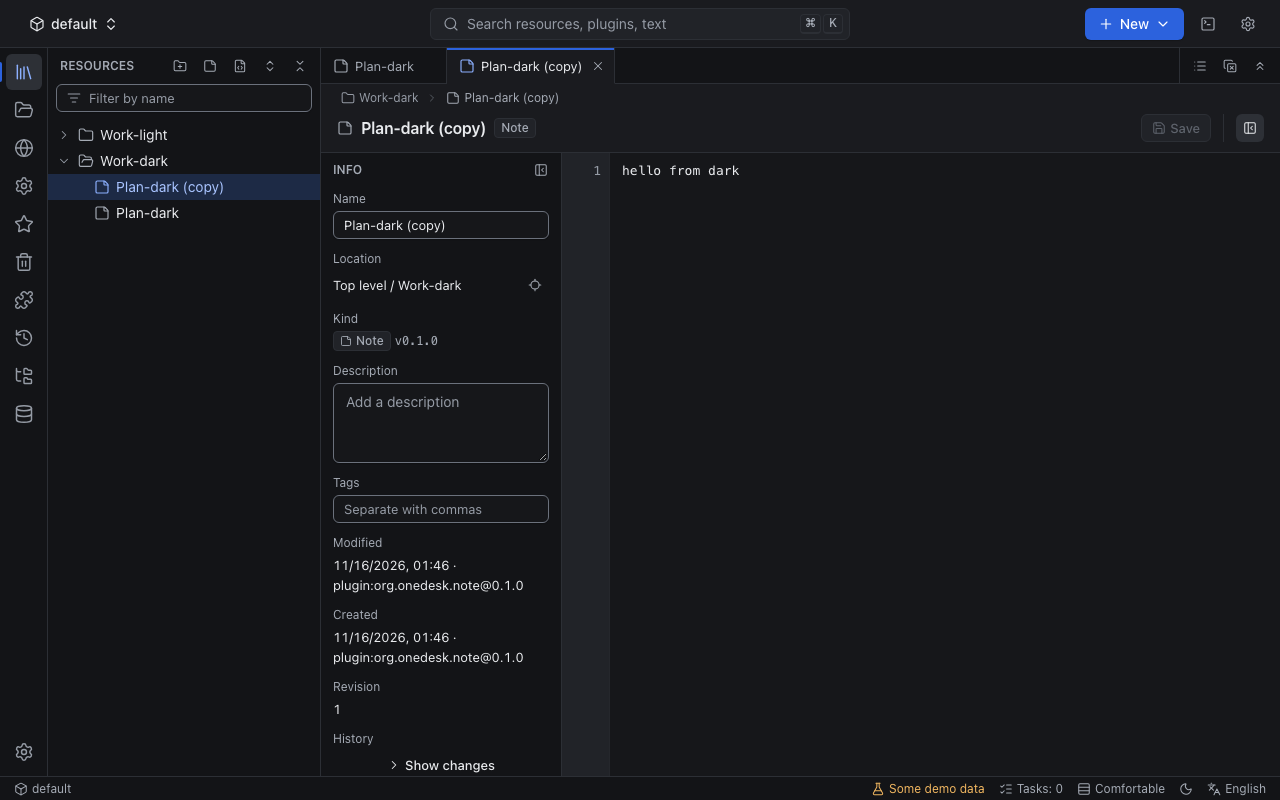 default
Search resources, plugins, text
⌘ K
New
RESOURCES
Filter by name
Work-light
Work-dark
Plan-dark (copy)
Plan-dark
Plan-dark
Plan-dark (copy)
Work-dark
Plan-dark (copy)
Plan-dark (copy)
Note
Save
INFO
Name
Plan-dark (copy)
Location
Top level / Work-dark
Kind
Note v0.1.0
Description
Add a description
Tags
Separate with commas
Modified
11/16/2026, 01:46 ·
plugin:org.onedesk.note@0.1.0
Created
11/16/2026, 01:46 ·
plugin:org.onedesk.note@0.1.0
Revision
1
History
Show changes
1 hello from dark
default
Some demo data
Tasks: 0
Comfortable
English